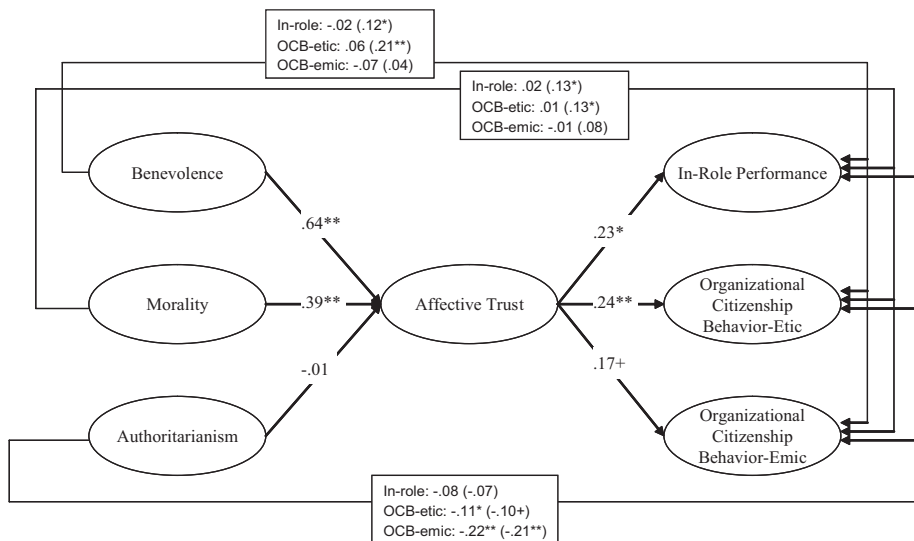 In-role: -.02 (.12*)
OCB-etic: .06 (.21**)
OCB-emic: -.07 (.04)
In-role: .02 (.13*)
OCB-etic: .01 (.13*)
OCB-emic: -.01 (.08)
Benevolence
In-Role Performance
.64**
.23*
Morality
.39**
Affective Trust
.24**
Organizational
Citizenship
Behavior-Etic
-.01
.17+
Authoritarianism
Organizational
Citizenship
Behavior-Emic
In-role: -.08 (-.07)
OCB-etic: -.11* (-.10+)
OCB-emic: -.22** (-.21**)